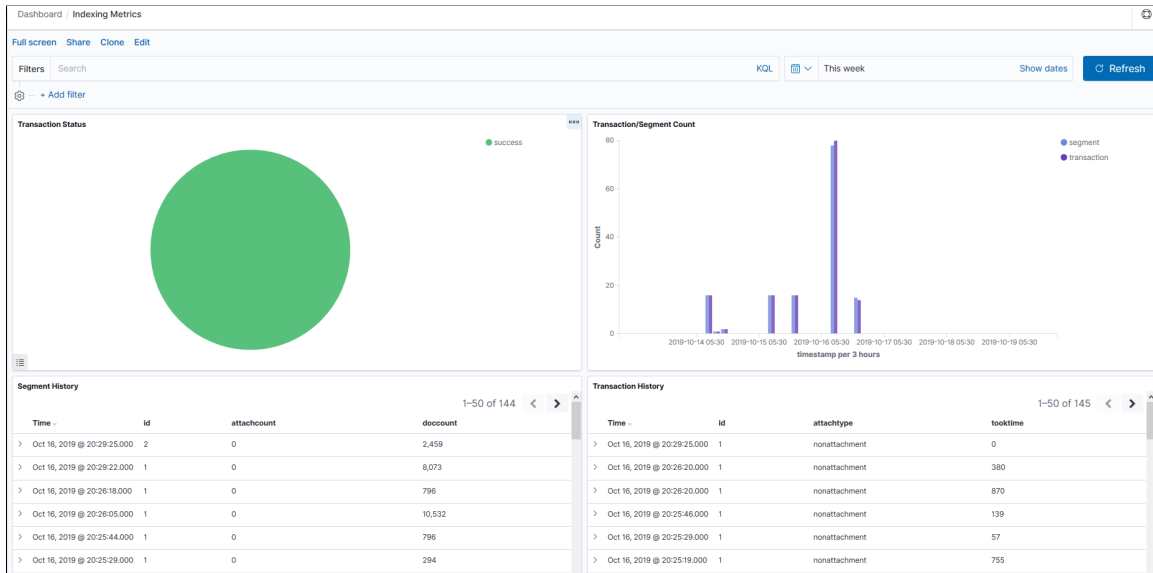 Dashboard / Indexing Metrics
Full screen Share Clone Edit
Filters Search KQL This week Show dates Refresh
+ Add filter
Transaction Status
success
Transaction/Segment Count
segment
transaction
80
60
40
20
0
Count
2019-10-14 05:30 2019-10-15 05:30 2019-10-16 05:30 2019-10-17 05:30 2019-10-18 05:30 2019-10-19 05:30
timestamp per 3 hours
Segment History
1–50 of 144
Time id attachcount doccount
Oct 16, 2019 @ 20:29:25.000 2 0 2,459
Oct 16, 2019 @ 20:29:22.000 1 0 8,073
Oct 16, 2019 @ 20:26:18.000 1 0 796
Oct 16, 2019 @ 20:26:05.000 1 0 10,532
Oct 16, 2019 @ 20:25:44.000 1 0 796
Oct 16, 2019 @ 20:25:29.000 1 0 294
Transaction History
1–50 of 145
Time id attachtype tooktime
Oct 16, 2019 @ 20:29:25.000 1 nonattachment 0
Oct 16, 2019 @ 20:26:20.000 1 nonattachment 380
Oct 16, 2019 @ 20:26:20.000 1 nonattachment 870
Oct 16, 2019 @ 20:25:46.000 1 nonattachment 139
Oct 16, 2019 @ 20:25:29.000 1 nonattachment 57
Oct 16, 2019 @ 20:25:19.000 1 nonattachment 755